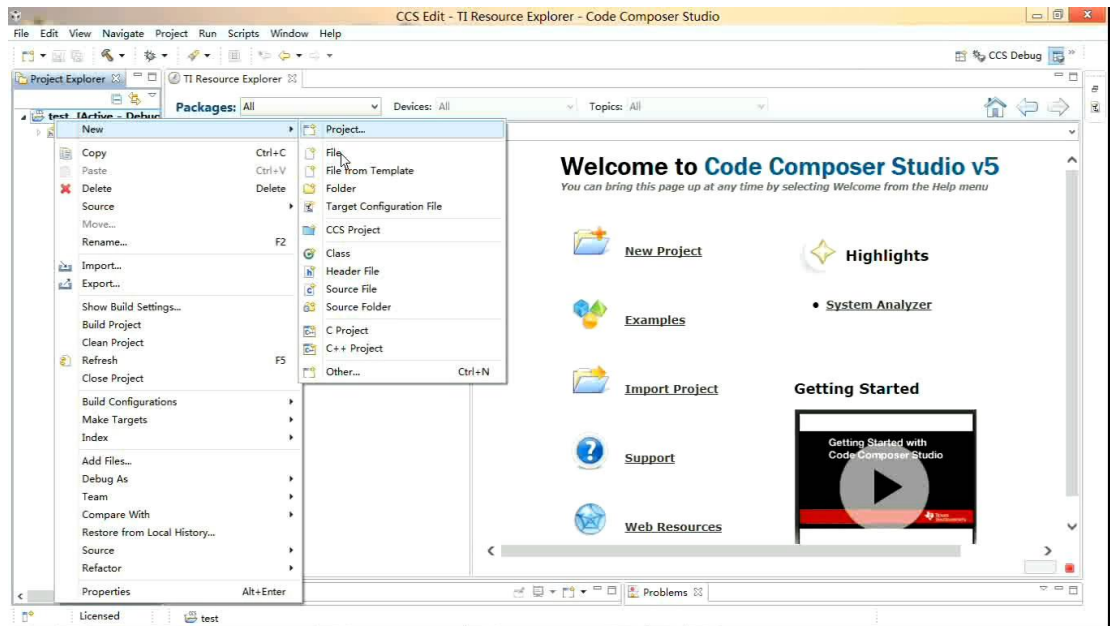 CCS Edit - TI Resource Explorer - Code Composer Studio
File Edit View Navigate Project Run Scripts Window Help
CCS Debug
Project Explorer
TI Resource Explorer
Packages: All
Devices: All
Topics: All
test [Active - Debug
New
Copy Ctrl+C
Paste Ctrl+V
Delete Delete
Source
Move...
Rename... F2
Import...
Export...
Show Build Settings...
Build Project
Clean Project
Refresh F5
Close Project
Build Configurations
Make Targets
Index
Add Files...
Debug As
Team
Compare With
Restore from Local History...
Source
Refactor
Properties Alt+Enter
Project...
File
File from Template
Folder
Target Configuration File
CCS Project
Class
Header File
Source File
Source Folder
C Project
C++ Project
Other... Ctrl+N
Welcome to Code Composer Studio v5
You can bring this page up at any time by selecting Welcome from the Help menu
New Project
Examples
Import Project
Support
Web Resources
Highlights
System Analyzer
Getting Started
Getting Started with
Code Composer Studio
Problems
Licensed
test